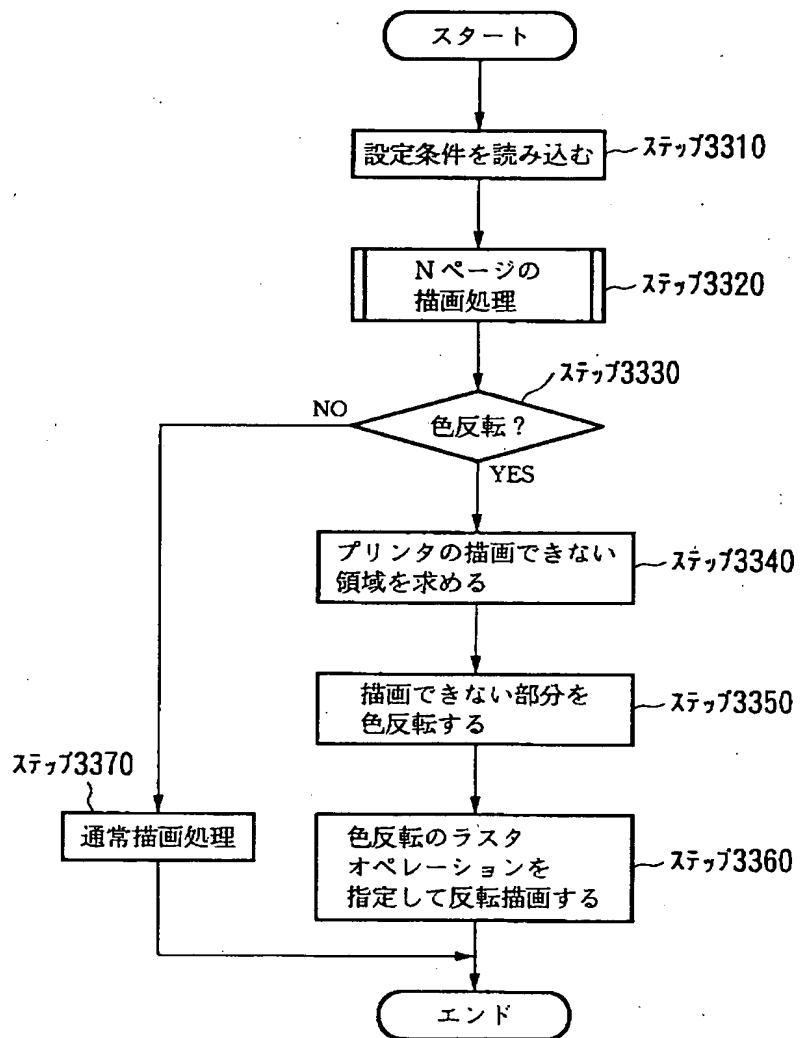 スタート
設定条件を読み込む
ステップ3310
Nページの
描画処理
ステップ3320
ステップ3330
色反転?
NO
YES
プリンタの描画できない
領域を求める
ステップ3340
描画できない部分を
色反転する
ステップ3350
ステップ3370
通常描画処理
色反転のラスタ
オペレーションを
指定して反転描画する
ステップ3360
エンド